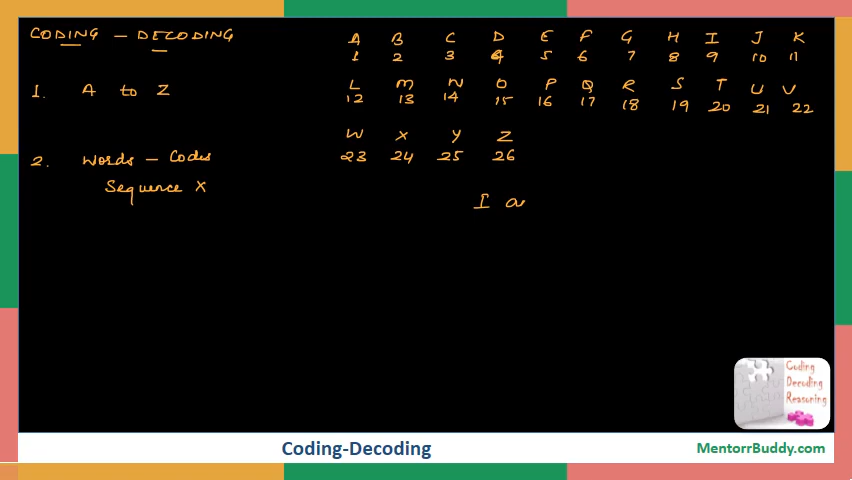 CODING – DECODING
1. A to Z
2. Words – Codes
Sequence X
A B C D E F G H I J K
1 2 3 4 5 6 7 8 9 10 11
L M N O P Q R S T U V
12 13 14 15 16 17 18 19 20 21 22
W X Y Z
23 24 25 26
I a
Coding
Decoding
Reasoning
Coding-Decoding
MentorrBuddy.com